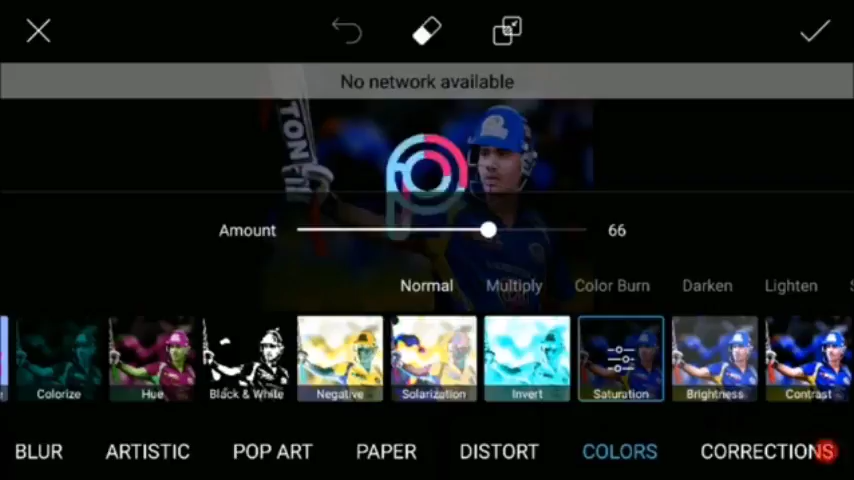 No network available
TON
Amount 66
Normal Multiply Color Burn Darken Lighten
Colorize Hue Black & White Negative Solarization Invert Saturation Brightness Contrast
BLUR ARTISTIC POP ART PAPER DISTORT COLORS CORRECTIONS